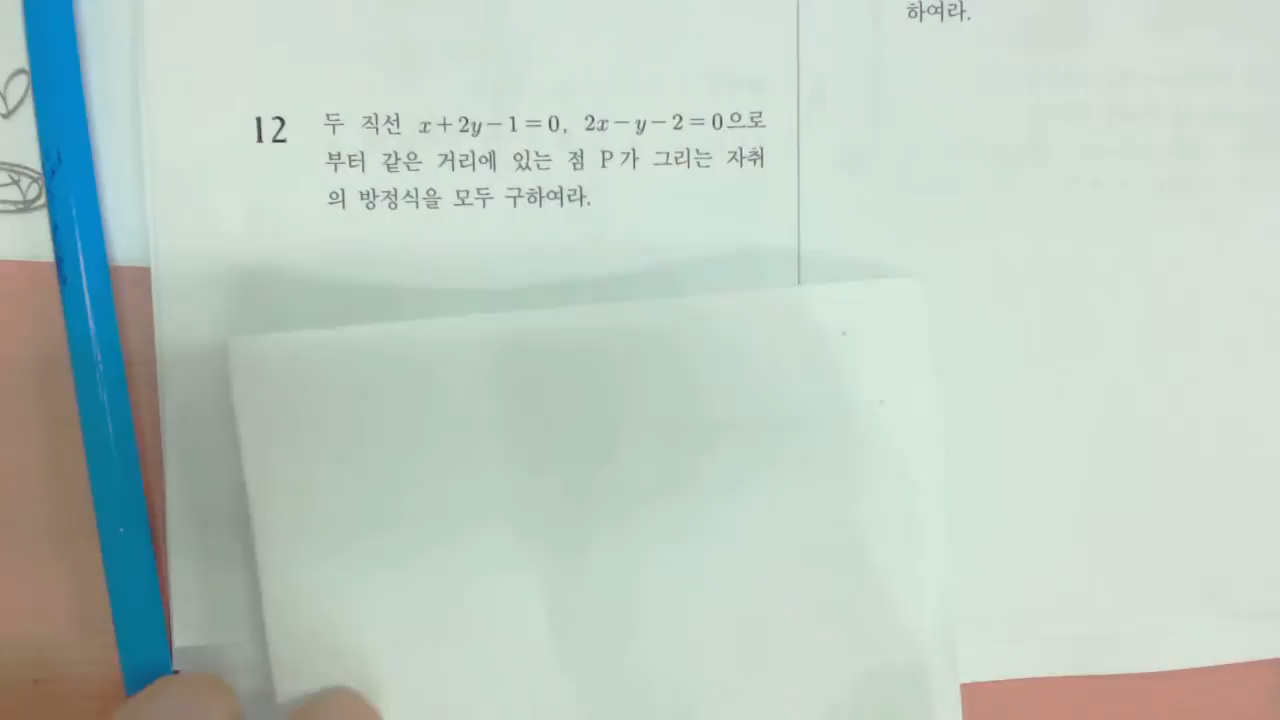 하여라.
12 두 직선 x+2y-1=0, 2x-y-2=0으로
부터 같은 거리에 있는 점 P가 그리는 자취
의 방정식을 모두 구하여라.